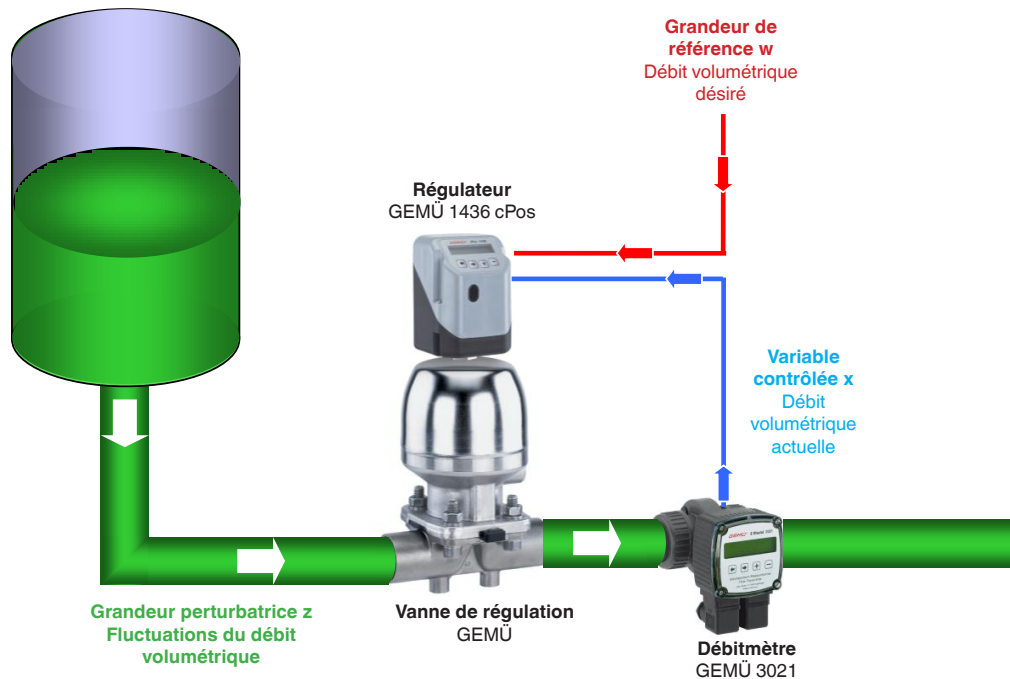 Grandeur de
référence w
Débit volumétrique
désiré
Régulateur
GEMÜ 1436 cPos
Variable
contrôlée x
Débit
volumétrique
actuelle
Grandeur perturbatrice z
Fluctuations du débit
volumétrique
Vanne de régulation
GEMÜ
Débitmètre
GEMÜ 3021